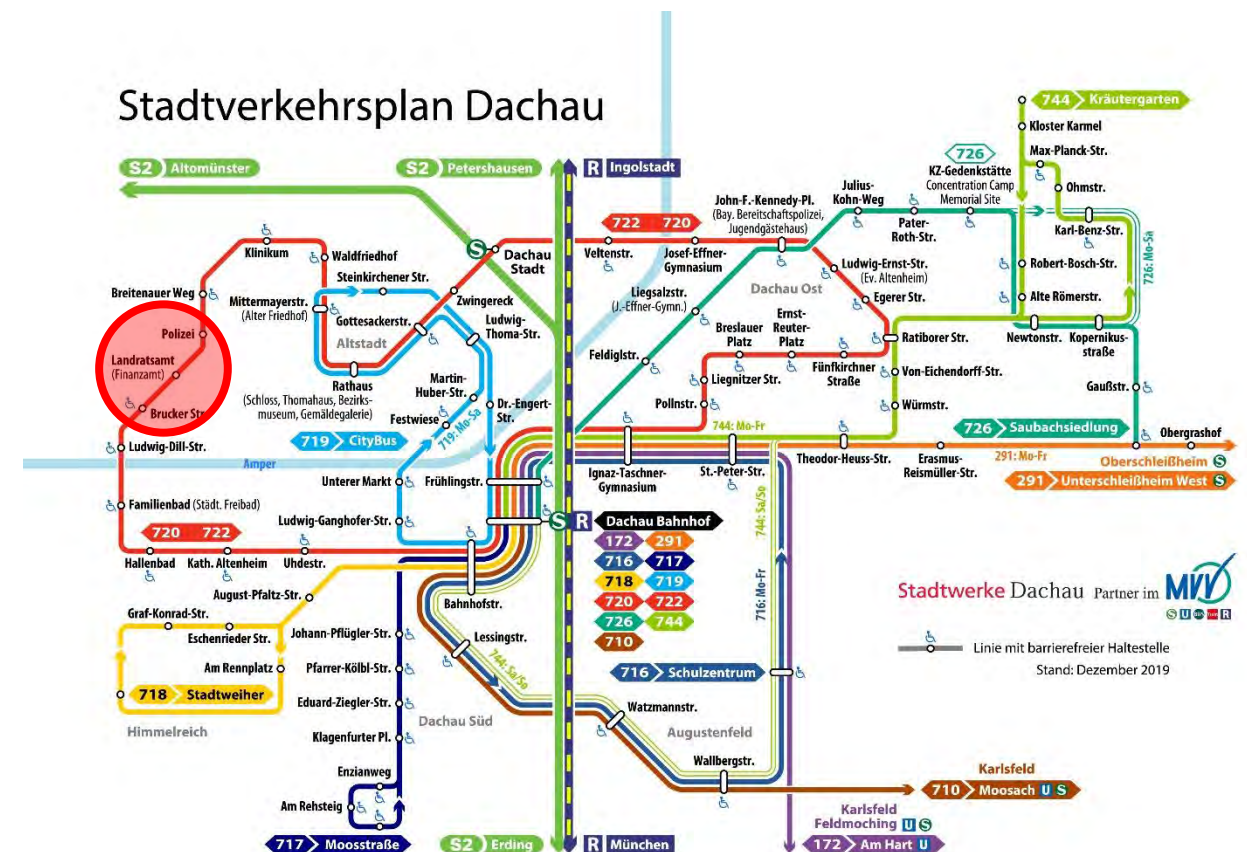 Stadtverkehrsplan Dachau
S2 Altomünster
S2 Petershausen
R Ingolstadt
744 Kräutergarten
Kloster Karmel
Max-Planck-Str.
Ohmstr.
Karl-Benz-Str.
726
KZ-Gedenkstätte
Concentration Camp
Memorial Site
Julius-
Kohn-Weg
Pater-
Roth-Str.
John-F.-Kennedy-Pl.
(Bay. Bereitschaftspolizei,
Jugendgästehaus)
722 720
Veltenstr.
Josef-Effner-
Gymnasium
Dachau
Stadt
S
Klinikum
Waldfriedhof
Steinkirchener Str.
Breitenauer Weg
Mittermayerstr.
(Alter Friedhof)
Zwingereck
Gottesackerstr.
Altstadt
Ludwig-
Thoma-Str.
Polizei
Landratsamt
(Finanzamt)
Brucker Str.
Rathaus
(Schloss, Thomahaus, Bezirks-
museum, Gemäldegalerie)
Martin-
Huber-Str.
Festwiese
719: Mo-Sa
Dr.-Engert-
Str.
719 CityBus
Ludwig-Dill-Str.
Amper
Unterer Markt
Frühlingstr.
Familienbad (Städt. Freibad)
Ludwig-Ganghofer-Str.
720 722
Hallenbad
Kath. Altenheim
Uhdestr.
Liegsalzstr.
(J.-Effner-Gymn.)
Dachau Ost
Ludwig-Ernst-Str.
(Ev. Altenheim)
Egerer Str.
Feldiglstr.
Breslauer
Platz
Ernst-
Reuter-
Platz
Fünfkirchner
Straße
Ratiborer Str.
Liegnitzer Str.
Von-Eichendorff-Str.
Pollnstr.
Würmstr.
Robert-Bosch-Str.
Alte Römerstr.
Newtonstr.
Kopernikus-
straße
726: Mo-Sa
Gaußstr.
726 Saubachsiedlung
744: Mo-Fr
Ignaz-Taschner-
Gymnasium
St.-Peter-Str.
Theodor-Heuss-Str.
Erasmus-
Reismüller-Str.
291: Mo-Fr
Obergrashof
Oberschleißheim S
291 Unterschleißheim West S
S R Dachau Bahnhof
172 291
716 717
718 719
720 722
726 744
710
744: Sa/So
716: Mo-Fr
August-Pfaltz-Str.
Bahnhofstr.
Graf-Konrad-Str.
Eschenrieder Str.
Am Rennplatz
718 Stadtweiher
Himmelreich
Johann-Pflügler-Str.
Pfarrer-Kölbl-Str.
Eduard-Ziegler-Str.
Klagenfurter Pl.
Enzianweg
Am Rehsteig
717 Moosstraße
Lessingstr.
744: Sa/So
Dachau Süd
716 Schulzentrum
Watzmannstr.
Augustenfeld
Wallbergstr.
Karlsfeld
710 Moosach U S
Karlsfeld
Feldmoching U S
172 Am Hart U
S2 Erding
R München
Stadtwerke Dachau Partner im MVV
S U BUS Tram R
Linie mit barrierefreier Haltestelle
Stand: Dezember 2019